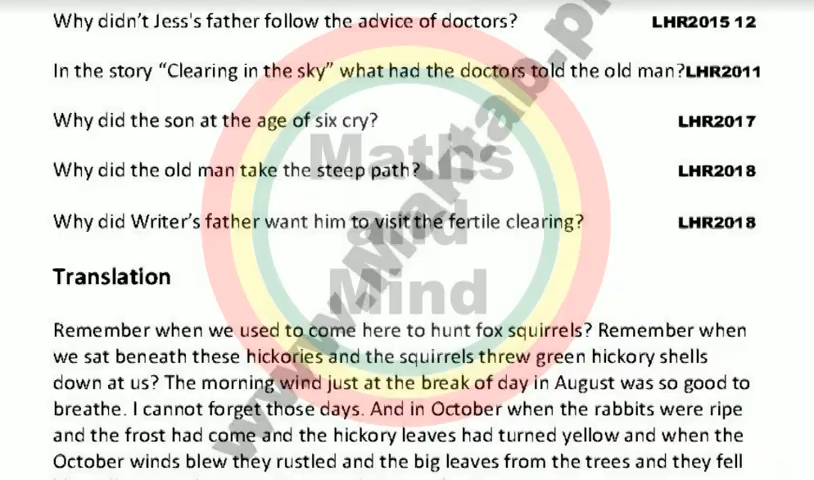 Why didn't Jess's father follow the advice of doctors? LHR2015 12
In the story “Clearing in the sky” what had the doctors told the old man?LHR2011
Why did the son at the age of six cry? LHR2017
Why did the old man take the steep path? LHR2018
Why did Writer’s father want him to visit the fertile clearing? LHR2018
Translation
Remember when we used to come here to hunt fox squirrels? Remember when
we sat beneath these hickories and the squirrels threw green hickory shells
down at us? The morning wind just at the break of day in August was so good to
breathe. I cannot forget those days. And in October when the rabbits were ripe
and the frost had come and the hickory leaves had turned yellow and when the
October winds blew they rustled and the big leaves from the trees and they fell
Maths
and
Mind
www.Maktab.pk